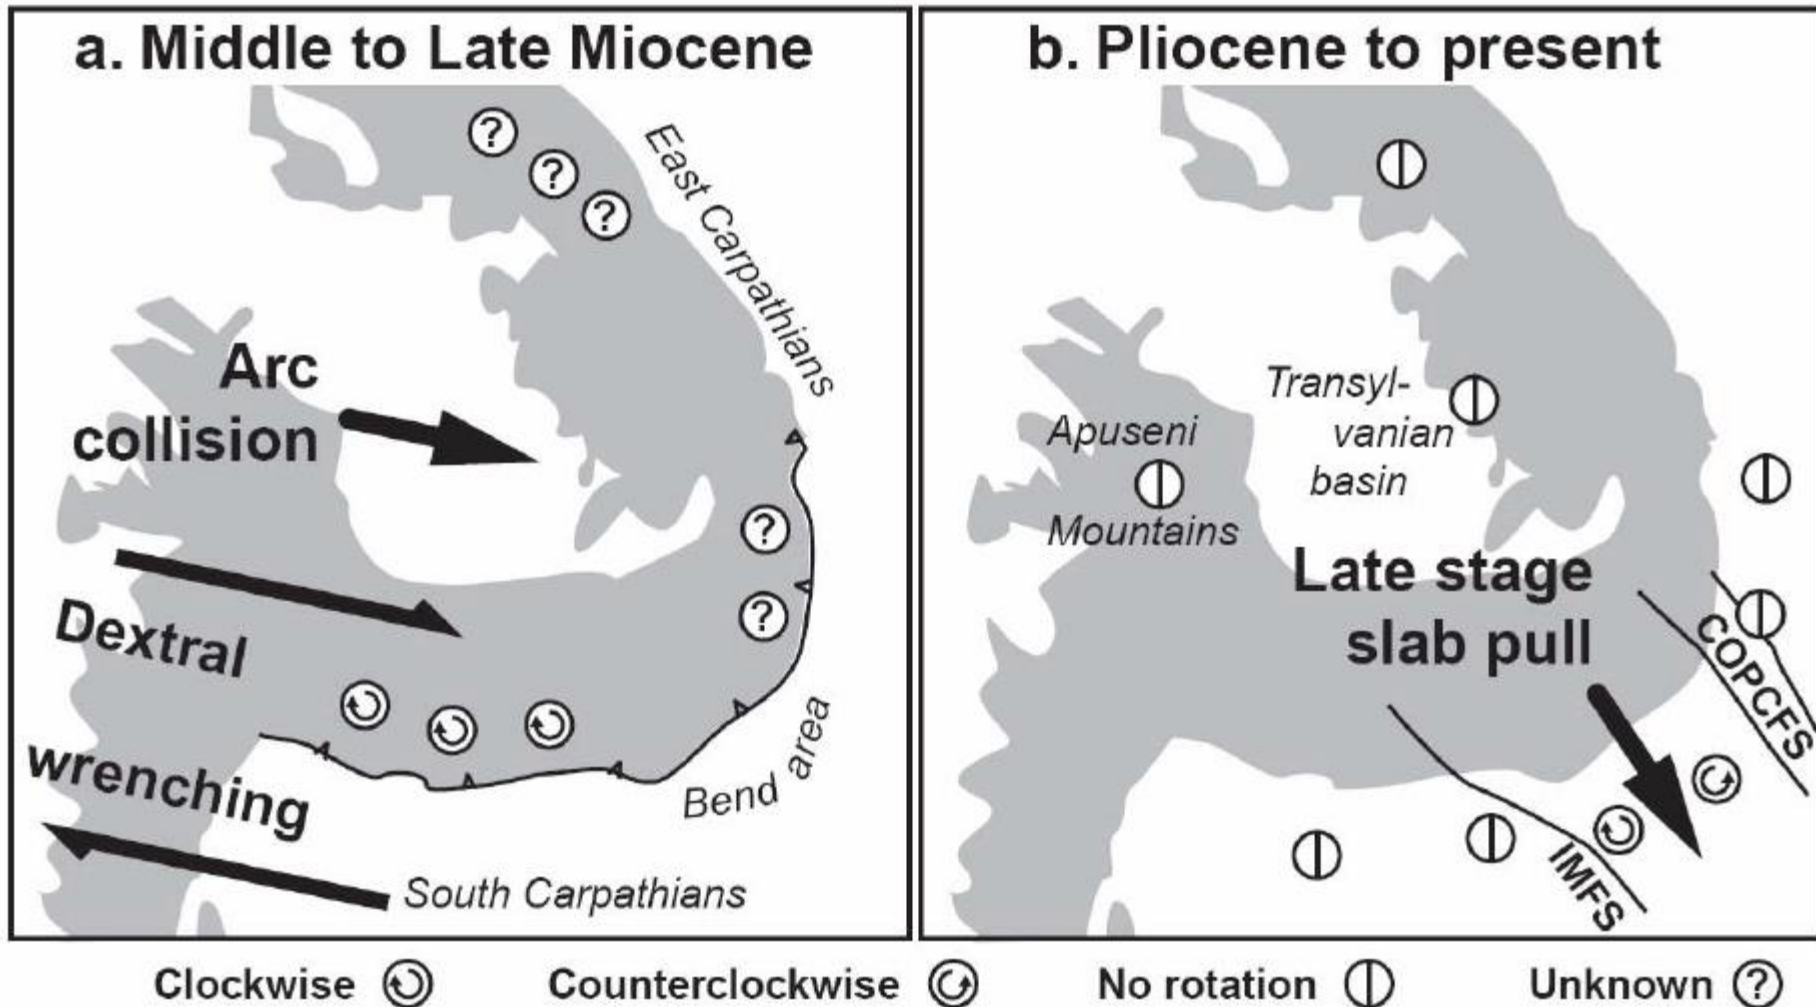 a. Middle to Late Miocene
?
?
?
East Carpathians
Arc
collision
?
?
Dextral
wrenching
Bend area
South Carpathians
b. Pliocene to present
Transyl-
vanian
basin
Apuseni
Mountains
Late stage
slab pull
COPCFS
IMFS
Clockwise
Counterclockwise
No rotation
Unknown ?